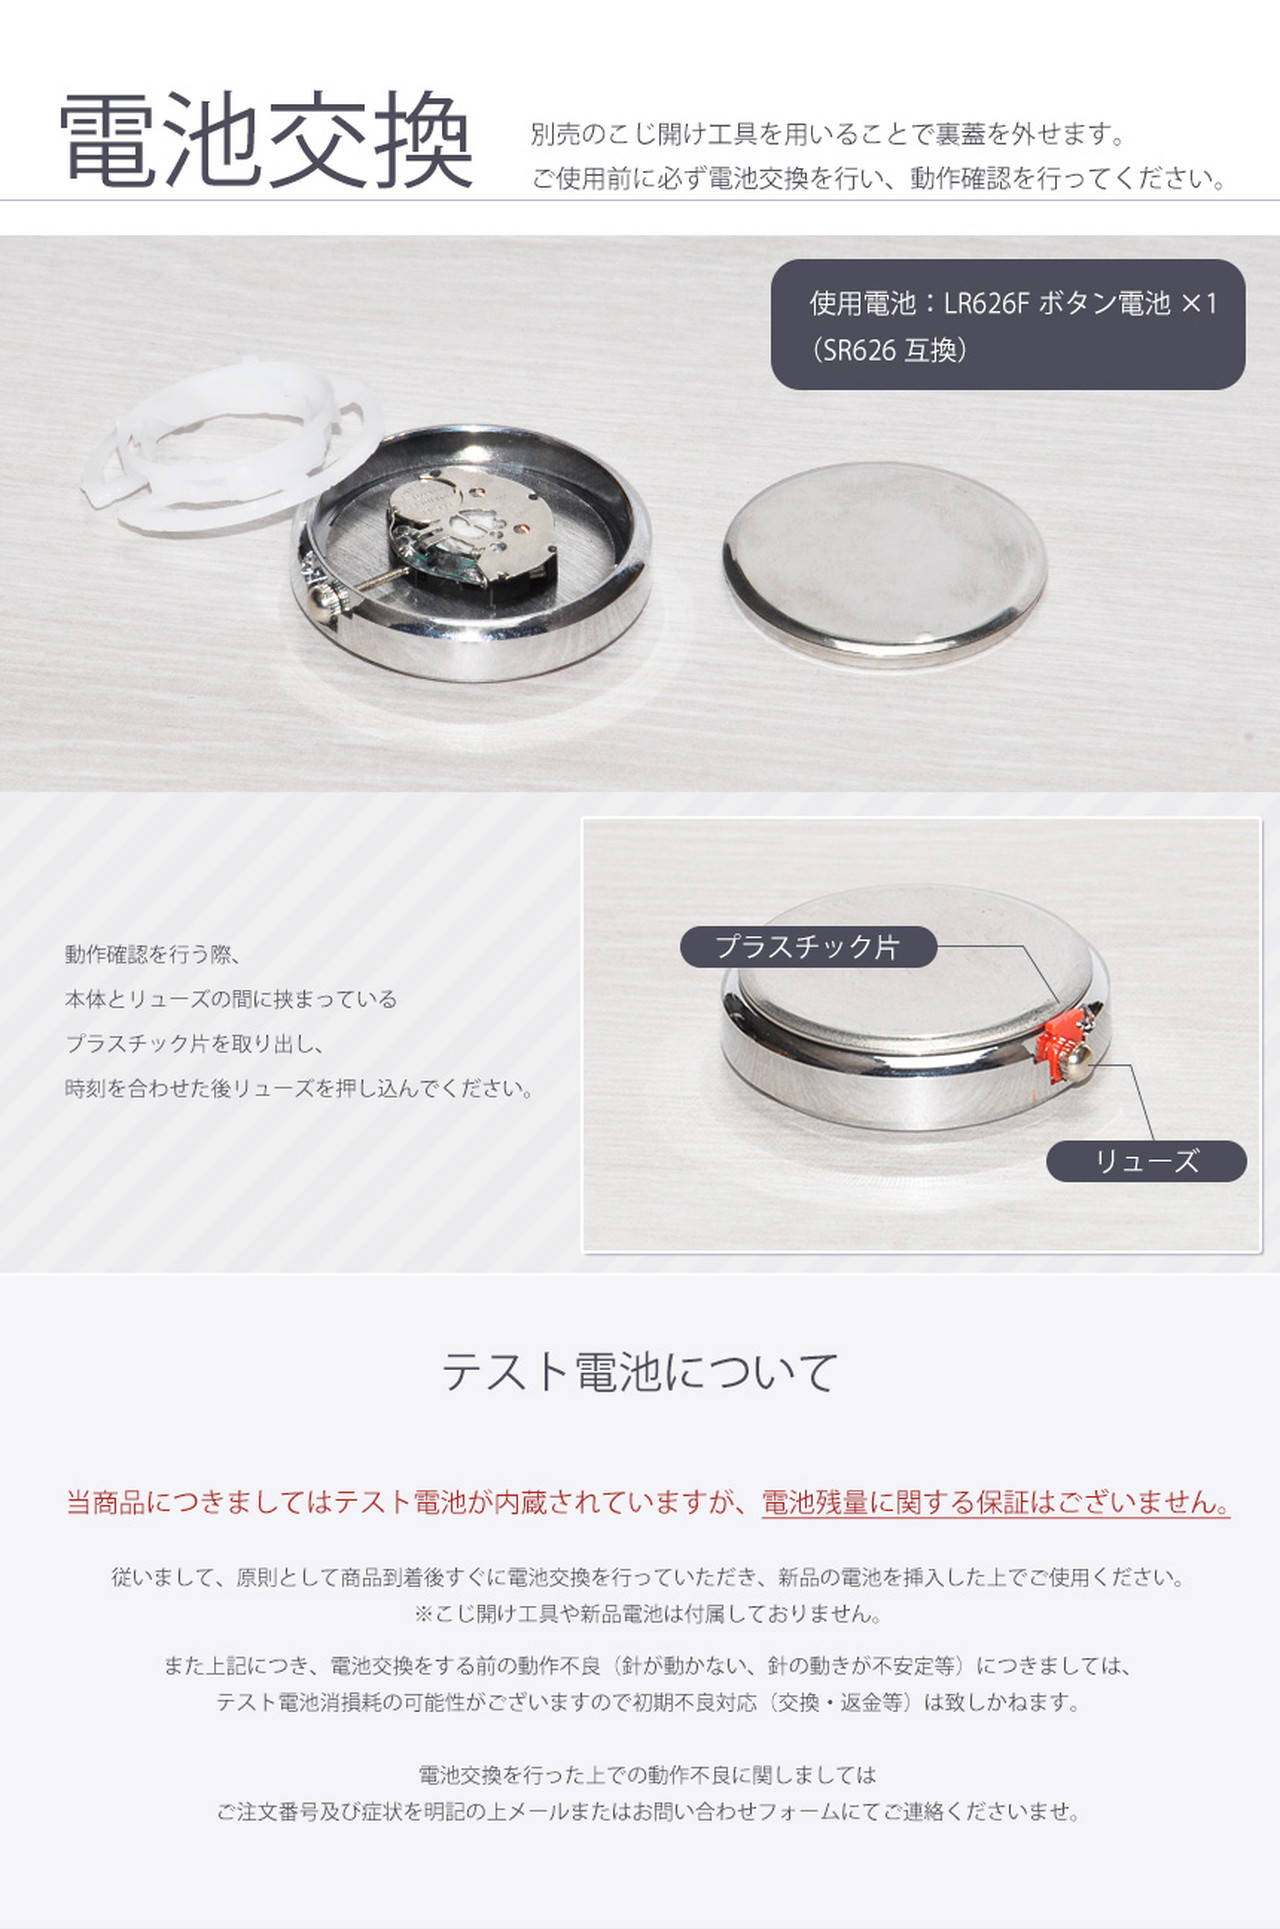 電池交換
別売のこじ開け工具を用いることで裏蓋を外せます。
ご使用前に必ず電池交換を行い、動作確認を行ってください。
使用電池：LR626F ボタン電池 ×1
（SR626 互換）
動作確認を行う際、
本体とリューズの間に挟まっている
プラスチック片を取り出し、
時刻を合わせた後リューズを押し込んでください。
プラスチック片
リューズ
テスト電池について
当商品につきましてはテスト電池が内蔵されていますが、電池残量に関する保証はございません。
従いまして、原則として商品到着後すぐに電池交換を行っていただき、新品の電池を挿入した上でご使用ください。
※こじ開け工具や新品電池は付属しておりません。
また上記につき、電池交換をする前の動作不良（針が動かない、針の動きが不安定等）につきましては、
テスト電池消損耗の可能性がございますので初期不良対応（交換・返金等）は致しかねます。
電池交換を行った上での動作不良に関しましては
ご注文番号及び症状を明記の上メールまたはお問い合わせフォームにてご連絡くださいませ。